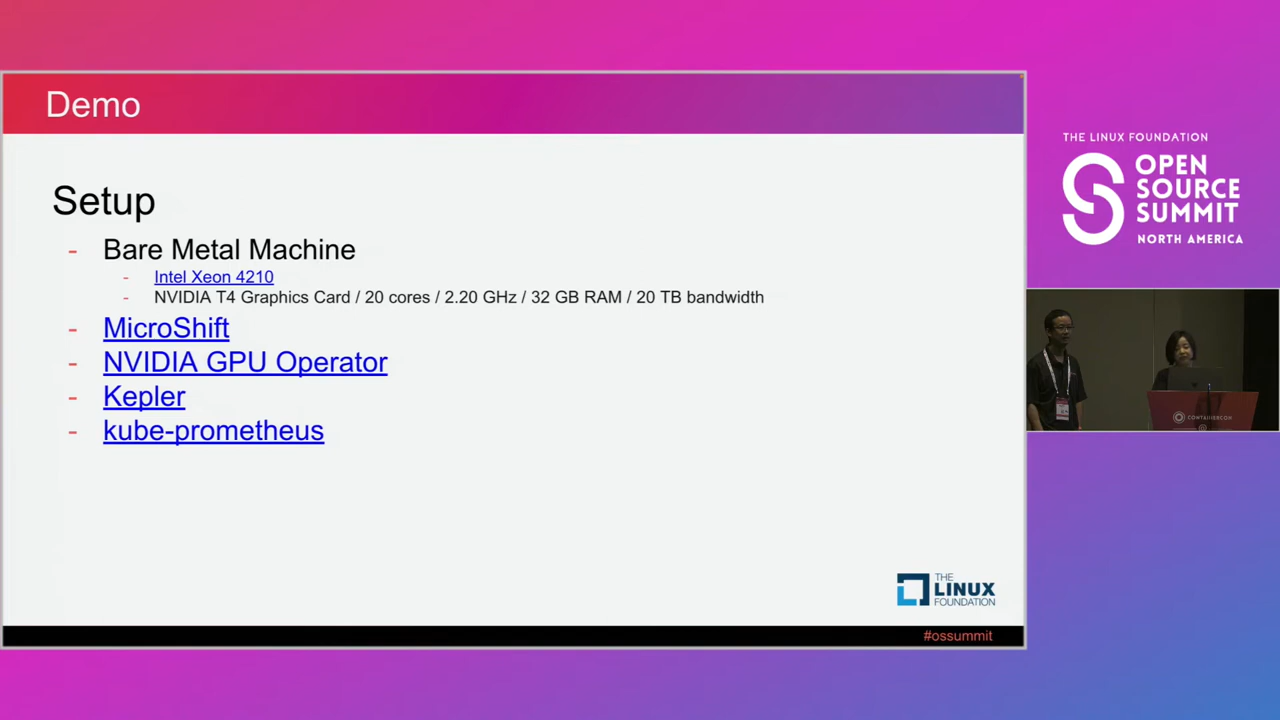 Demo
Setup
- Bare Metal Machine
- Intel Xeon 4210
- NVIDIA T4 Graphics Card / 20 cores / 2.20 GHz / 32 GB RAM / 20 TB bandwidth
- MicroShift
- NVIDIA GPU Operator
- Kepler
- kube-prometheus
THE
LINUX
FOUNDATION
#ossummit
THE LINUX FOUNDATION
OPEN
SOURCE
SUMMIT
NORTH AMERICA
CONTAINERCON